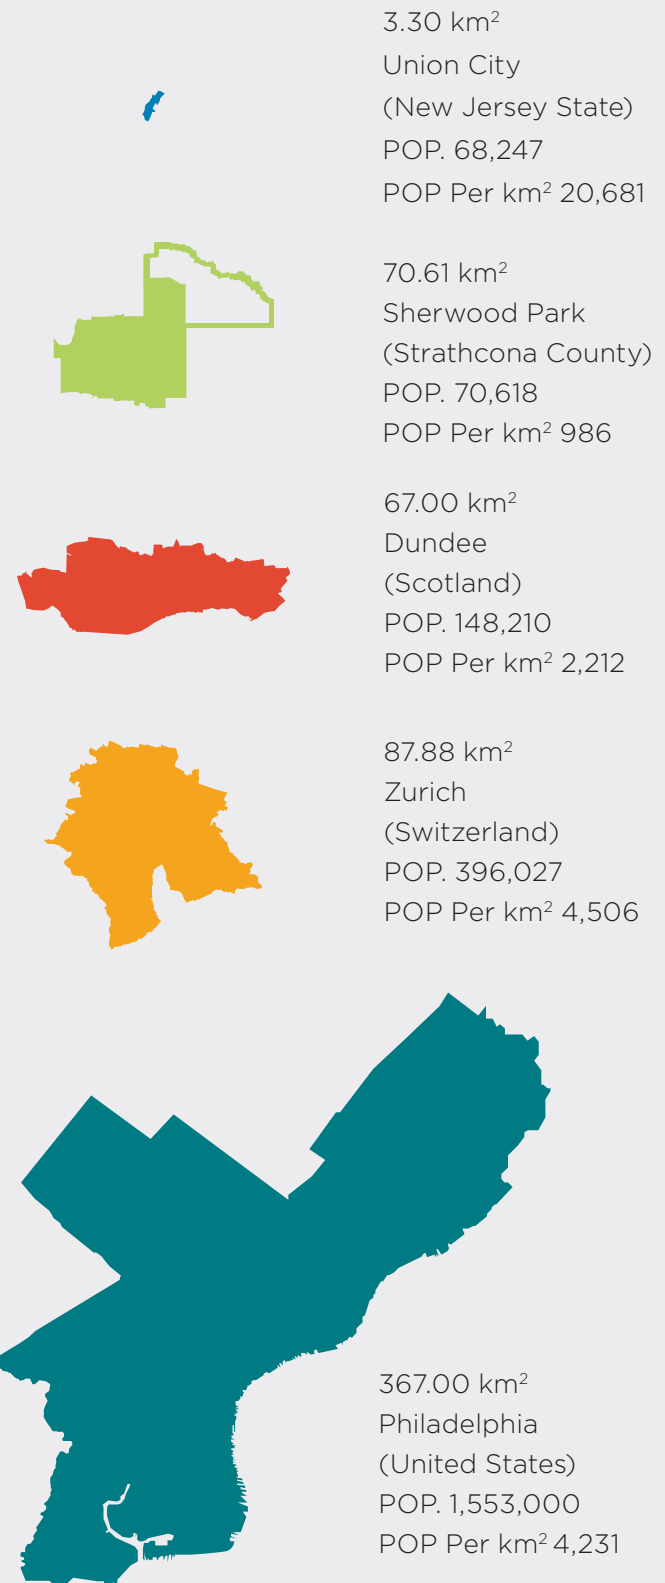 3.30 km²
Union City
(New Jersey State)
POP. 68,247
POP Per km² 20,681
70.61 km²
Sherwood Park
(Strathcona County)
POP. 70,618
POP Per km² 986
67.00 km²
Dundee
(Scotland)
POP. 148,210
POP Per km² 2,212
87.88 km²
Zurich
(Switzerland)
POP. 396,027
POP Per km² 4,506
367.00 km²
Philadelphia
(United States)
POP. 1,553,000
POP Per km² 4,231